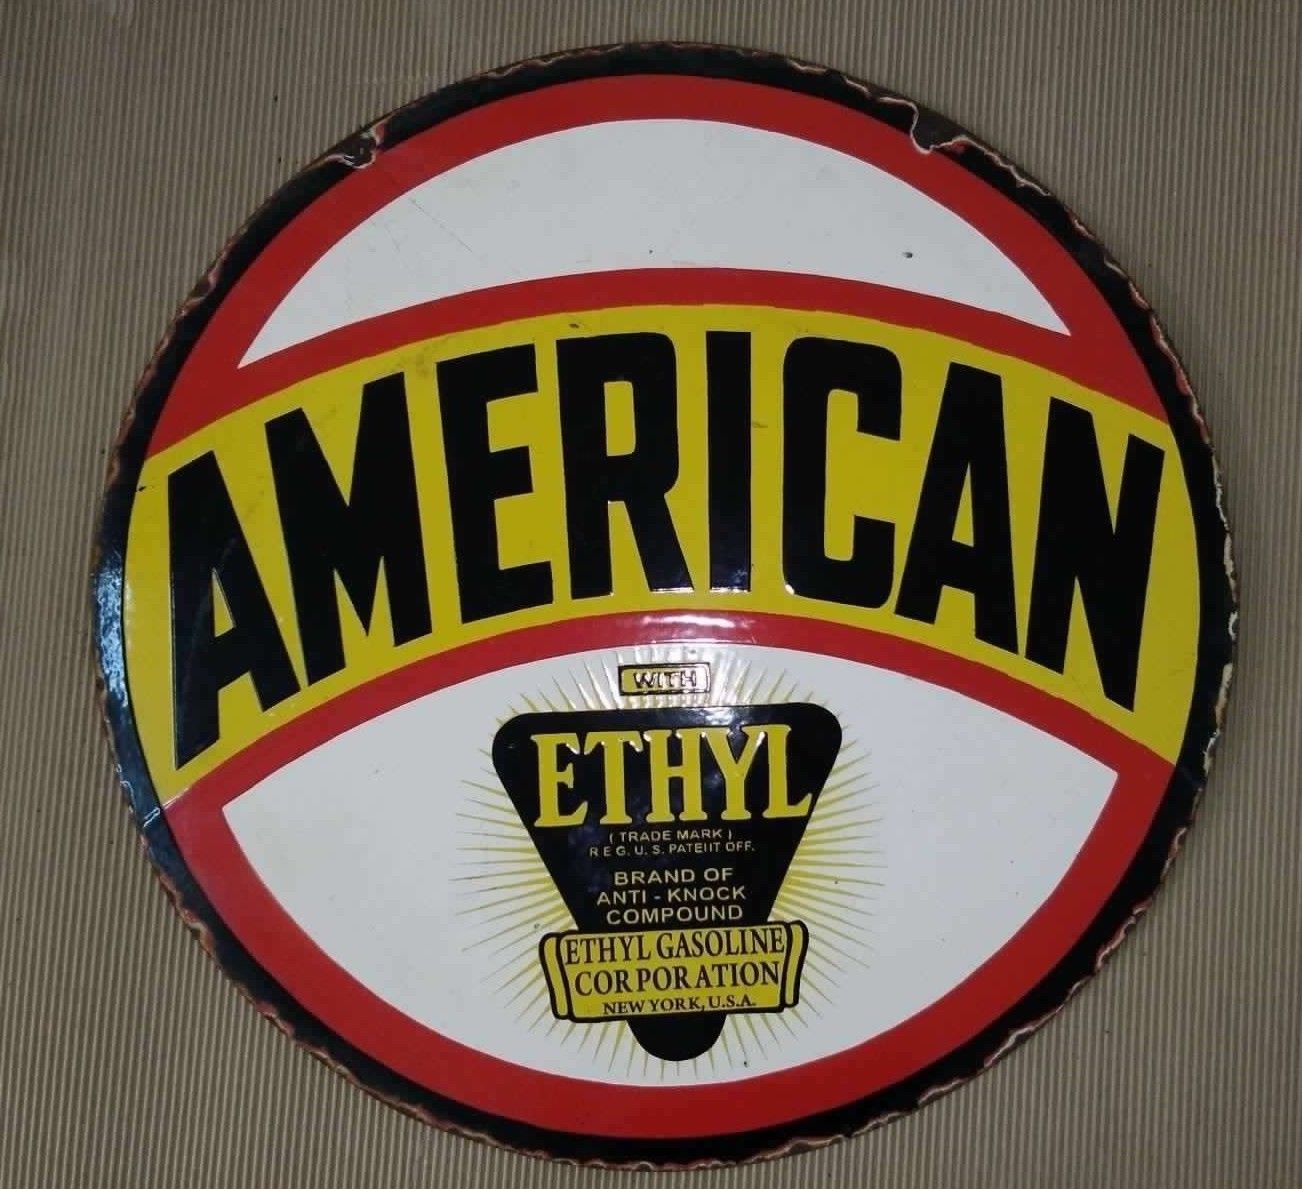 AMERICAN
WITH
ETHYL
( TRADE MARK )
REG. U. S. PATEIIT OFF.
BRAND OF
ANTI - KNOCK
COMPOUND
ETHYL GASOLINE
CORPORATION
NEW YORK, U.S.A.